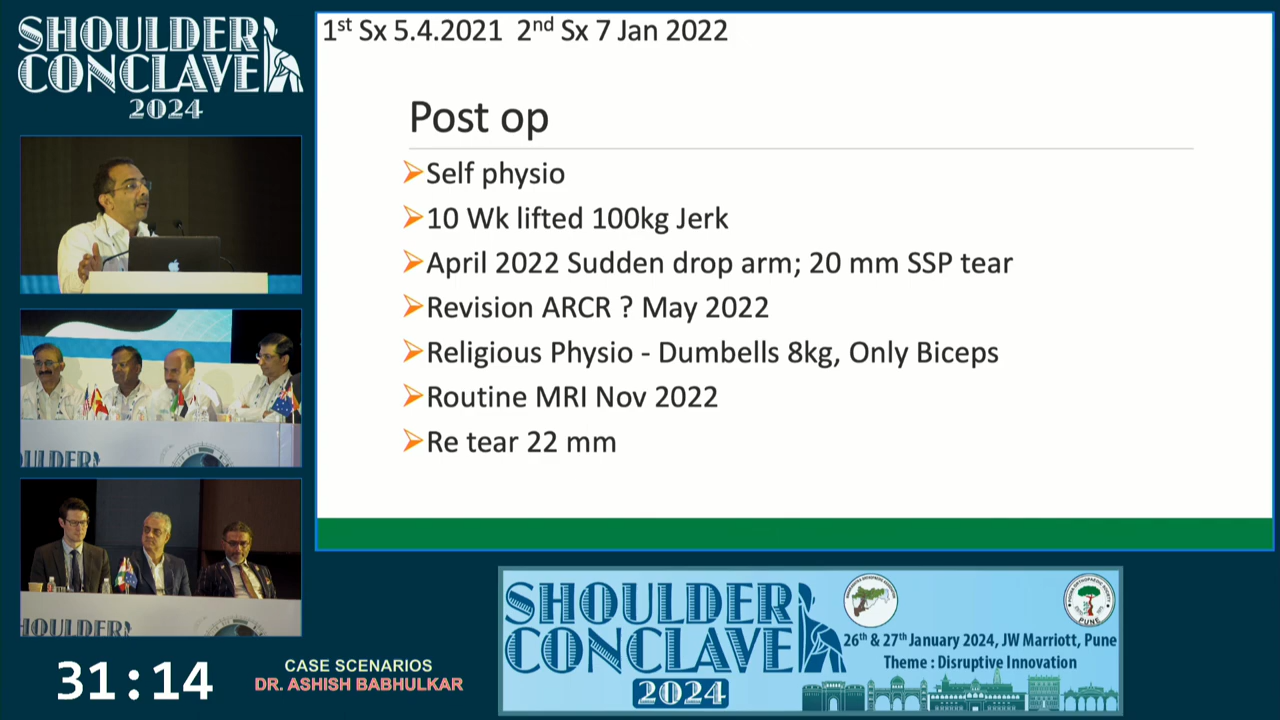 SHOULDER
CONCLAVE
2024
1st Sx 5.4.2021 2nd Sx 7 Jan 2022
Post op
Self physio
10 Wk lifted 100kg Jerk
April 2022 Sudden drop arm; 20 mm SSP tear
Revision ARCR ? May 2022
Religious Physio - Dumbells 8kg, Only Biceps
Routine MRI Nov 2022
Re tear 22 mm
31:14
CASE SCENARIOS
DR. ASHISH BABHULKAR
SHOULDER
CONCLAVE
2024
26th & 27th January 2024, JW Marriott, Pune
Theme : Disruptive Innovation
PUNE